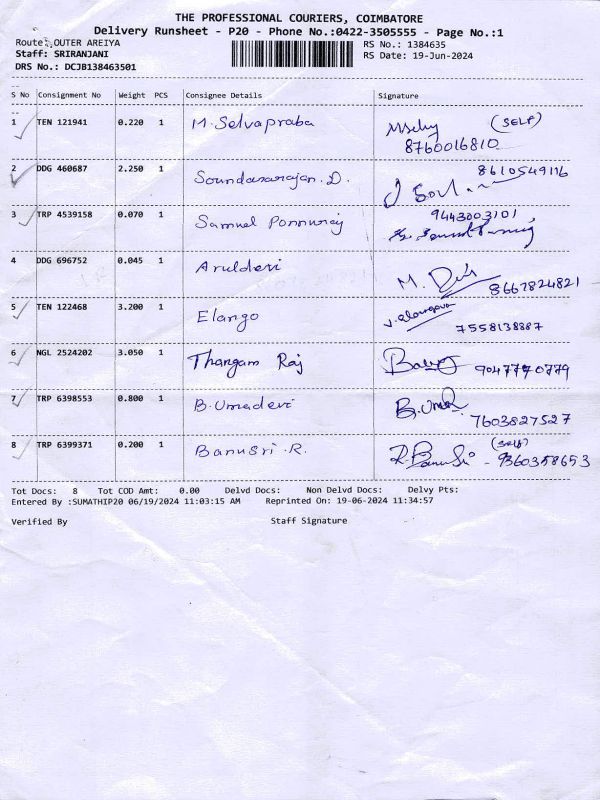 THE PROFESSIONAL COURIERS, COIMBATORE
Delivery Runsheet - P20 - Phone No.:0422-3505555 - Page No.:1
Route: OUTER AREIYA RS No.: 1384635
Staff: SRIRANJANI RS Date: 19-Jun-2024
DRS No.: DCJB138463501
S No Consignment No Weight PCS Consignee Details Signature
1 TEN 121941 0.220 1 M.Selvapraba (SELF)
8760016810
2 DDG 460687 2.250 1 Soundararajan.D. 8610549116
3 TRP 4539158 0.070 1 Samuel Ponnuraj 9443003101,
4 DDG 696752 0.045 1 Aruldevi M. 8667824821
5 TEN 122468 3.200 1 Elango
7558138887
6 NGL 2524202 3.050 1 Thangam Raj 9047770779
7 TRP 6398553 0.800 1 B.Umadevi B.Uma
7603827527
8 TRP 6399371 0.200 1 Banusri.R. R.BanuSri (self) - 9360358653
Tot Docs: 8 Tot COD Amt: 0.00 Delvd Docs: Non Delvd Docs: Delvy Pts:
Entered By :SUMATHIP20 06/19/2024 11:03:15 AM Reprinted On: 19-06-2024 11:34:57
Verified By Staff Signature